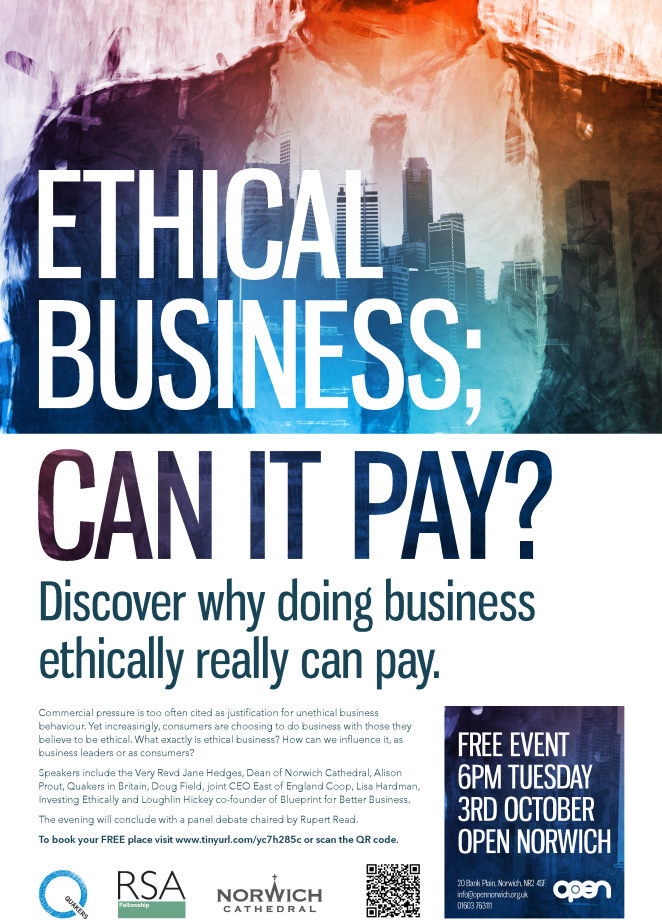 ETHICAL
BUSINESS;
CAN IT PAY?
Discover why doing business
ethically really can pay.
Commercial pressure is too often cited as justification for unethical business
behaviour. Yet increasingly, consumers are choosing to do business with those they
believe to be ethical. What exactly is ethical business? How can we influence it, as
business leaders or as consumers?
Speakers include the Very Revd Jane Hedges, Dean of Norwich Cathedral, Alison
Prout, Quakers in Britain, Doug Field, joint CEO East of England Coop, Lisa Hardman,
Investing Ethically and Loughlin Hickey co-founder of Blueprint for Better Business.
The evening will conclude with a panel debate chaired by Rupert Read.
To book your FREE place visit www.tinyurl.com/yc7h285c or scan the QR code.
QUAKERS
RSA
Fellowship
NORWICH
CATHEDRAL
FREE EVENT
6PM TUESDAY
3RD OCTOBER
OPEN NORWICH
20 Bank Plain, Norwich, NR2 4SF
info@opennorwich.org.uk
01603 763111
open